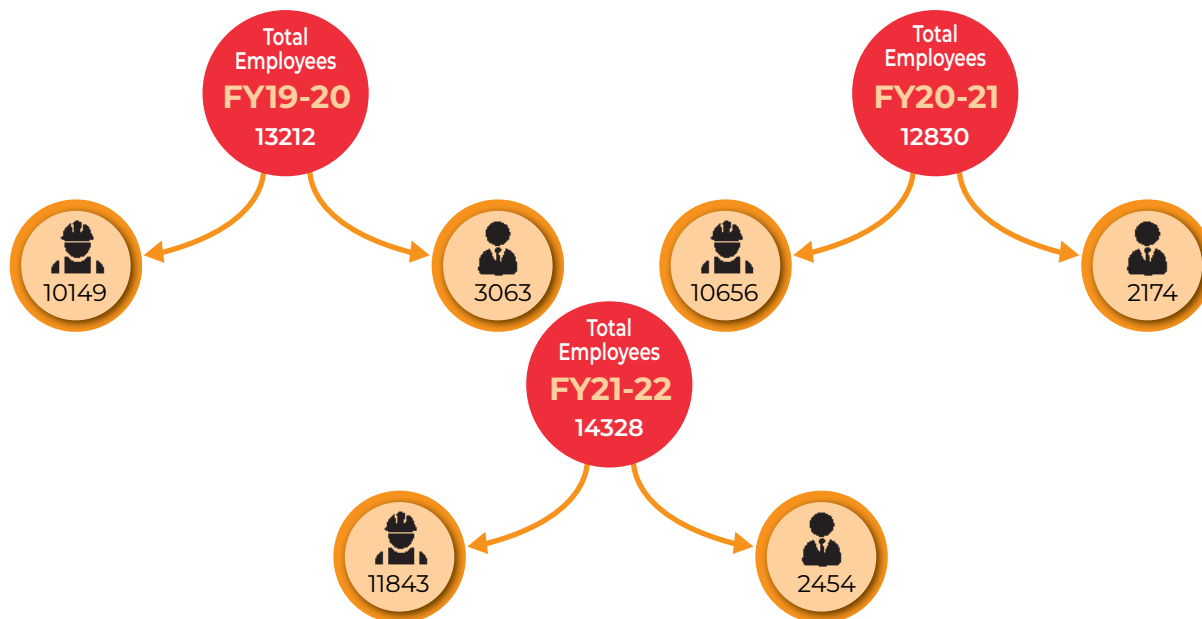 Total
Employees
FY19-20
13212
10149
3063
Total
Employees
FY20-21
12830
10656
2174
Total
Employees
FY21-22
14328
11843
2454